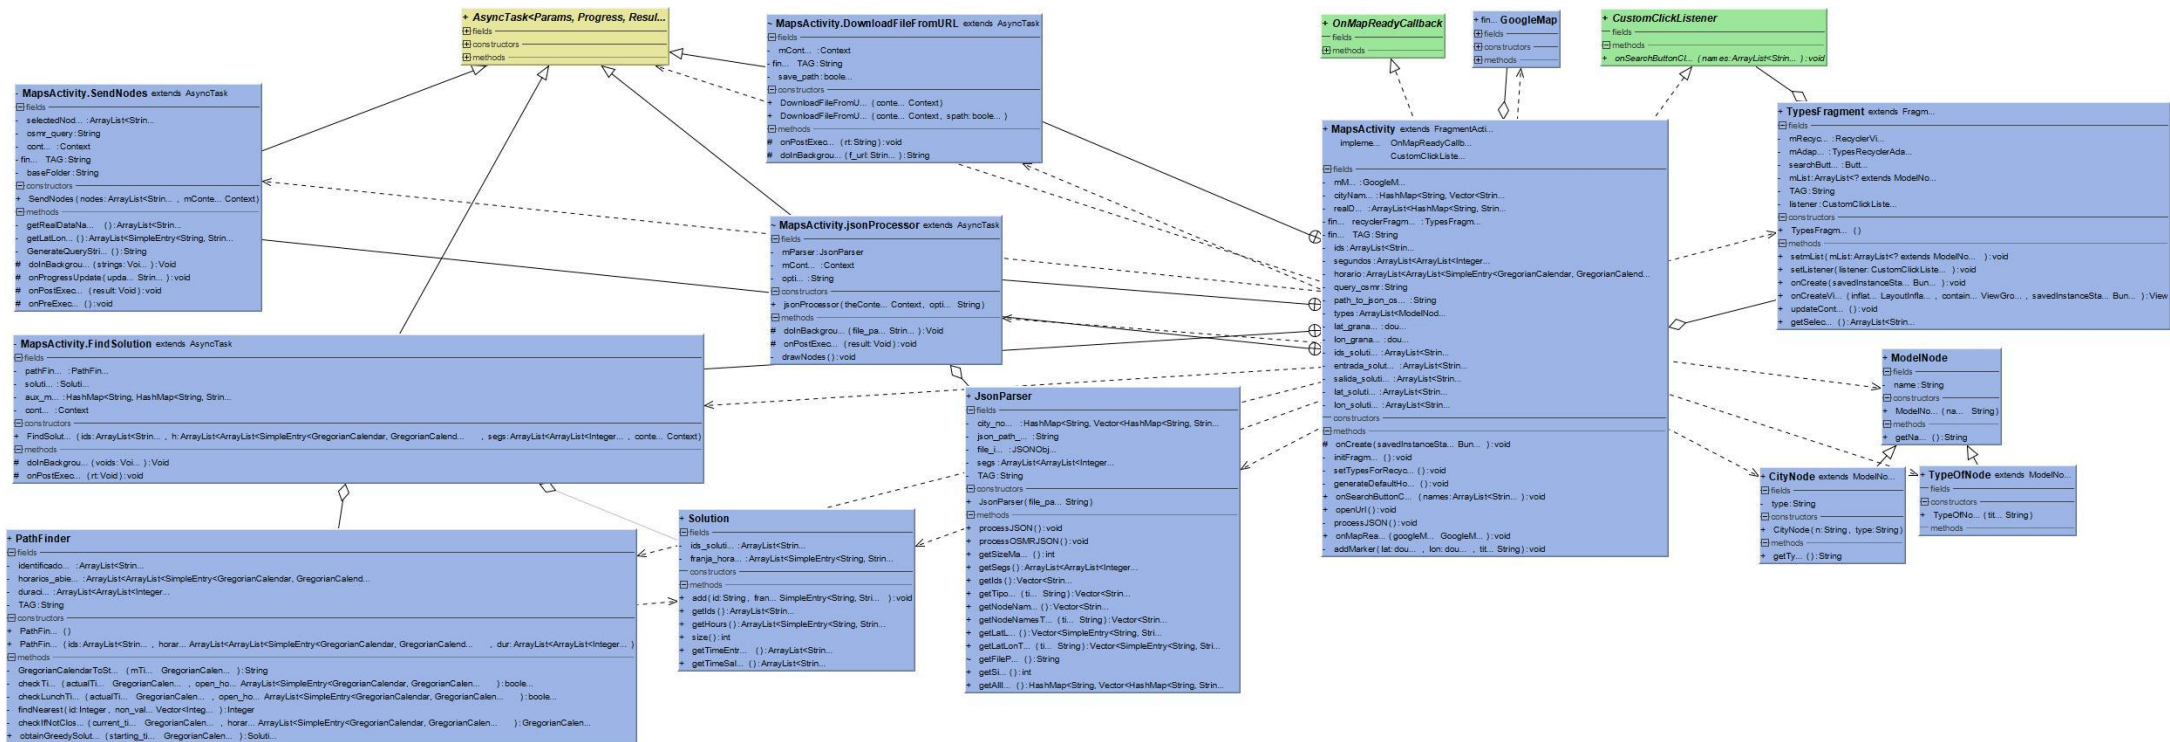 + AsyncTask<Params, Progress, Resul...
fields
constructors
methods
~ MapsActivity.DownloadFileFromURL extends AsyncTask
fields
- mCont... :Context
- fin... TAG:String
- save_path:boole...
constructors
+ DownloadFileFromU... (conte... Context)
+ DownloadFileFromU... (conte... Context, spath:boole... )
methods
# onPostExec... (rt:String):void
# doInBackgrou... (f_url:Strin... ):String
+ OnMapReadyCallback
fields
methods
+ fin... GoogleMap
fields
constructors
methods
+ CustomClickListener
fields
methods
+ onSearchButtonCl... (names:ArrayList<Strin... ):void
- MapsActivity.SendNodes extends AsyncTask
fields
- selectedNod... :ArrayList<Strin...
- osmr_query:String
- cont... :Context
- fin... TAG:String
- baseFolder:String
constructors
+ SendNodes(nodes:ArrayList<Strin... , mConte... Context)
methods
- getRealDataNa... ():ArrayList<Strin...
- getLatLon... ():ArrayList<SimpleEntry<String, Strin...
- GenerateQueryStri... ():String
# doInBackgrou... (strings:Voi... ):Void
# onProgressUpdate(upda... Strin... ):void
# onPostExec... (result:Void):void
# onPreExec... ():void
~ MapsActivity.jsonProcessor extends AsyncTask
fields
- mParser:JsonParser
- mCont... :Context
- opti... :String
constructors
+ jsonProcessor(theConte... Context, opti... String)
methods
# doInBackgrou... (file_pa... Strin... ):Void
# onPostExec... (result:Void):void
- drawNodes():void
+ MapsActivity extends FragmentActi...
impleme... OnMapReadyCallb...
CustomClickListe...
fields
- mM... :GoogleM...
- cityNam... :HashMap<String, Vector<Strin...
- realD... :ArrayList<HashMap<String, Strin...
- fin... recyclerFragm... :TypesFragm...
- fin... TAG:String
- ids:ArrayList<Strin...
- segundos:ArrayList<ArrayList<Integer...
- horario:ArrayList<ArrayList<SimpleEntry<GregorianCalendar, GregorianCalend...
- query_osmr:String
- path_to_json_os... :String
- types:ArrayList<ModelNod...
- lat_grana... :dou...
- lon_grana... :dou...
- ids_soluti... :ArrayList<Strin...
- entrada_solut... :ArrayList<Strin...
- salida_soluti... :ArrayList<Strin...
- lat_soluti... :ArrayList<Strin...
- lon_soluti... :ArrayList<Strin...
constructors
methods
# onCreate(savedInstanceSta... Bun... ):void
- initFragm... ():void
- setTypesForRecyc... ():void
- generateDefaultHo... ():void
+ onSearchButtonC... (names:ArrayList<Strin... ):void
+ openUrl():void
- processJSON():void
+ onMapRea... (googleM... GoogleM... ):void
- addMarker(lat:dou... , lon:dou... , tit... String):void
+ TypesFragment extends Fragm...
fields
- mRecyc... :RecyclerVi...
- mAdap... :TypesRecyclerAda...
- searchButt... :Butt...
- mList:ArrayList<? extends ModelNo...
- TAG:String
- listener:CustomClickListe...
constructors
+ TypesFragm... ()
methods
+ setmList(mList:ArrayList<? extends ModelNo... ):void
+ setListener(listener:CustomClickListe... ):void
+ onCreate(savedInstanceSta... Bun... ):void
+ onCreateVi... (inflat... LayoutInfla... , contain... ViewGro... , savedInstanceSta... Bun... ):View
+ updateCont... ():void
+ getSelec... ():ArrayList<Strin...
- MapsActivity.FindSolution extends AsyncTask
fields
- pathFin... :PathFin...
- soluti... :Soluti...
- aux_m... :HashMap<String, HashMap<String, Strin...
- cont... :Context
constructors
+ FindSolut... (ids:ArrayList<Strin... , h:ArrayList<ArrayList<SimpleEntry<GregorianCalendar, GregorianCalend... , segs:ArrayList<ArrayList<Integer... , conte... Context)
methods
# doInBackgrou... (voids:Voi... ):Void
# onPostExec... (rt:Void):void
+ JsonParser
fields
- city_no... :HashMap<String, Vector<HashMap<String, Strin...
- json_path_... :String
- file_i... :JSONObj...
- segs:ArrayList<ArrayList<Integer...
- TAG:String
constructors
+ JsonParser(file_pa... String)
methods
+ processJSON():void
+ processOSMRJSON():void
+ getSizeMa... ():int
+ getSegs():ArrayList<ArrayList<Integer...
+ getIds():Vector<Strin...
+ getTipo... (ti... String):Vector<Strin...
+ getNodeNam... ():Vector<Strin...
+ getNodeNamesT... (ti... String):Vector<Strin...
+ getLatL... ():Vector<SimpleEntry<String, Stri...
+ getLatLonT... (ti... String):Vector<SimpleEntry<String, Stri...
~ getFileP... ():String
+ getSi... ():int
+ getAllI... ():HashMap<String, Vector<HashMap<String, Strin...
+ ModelNode
fields
- name:String
constructors
+ ModelNo... (na... String)
methods
+ getNa... ():String
+ CityNode extends ModelNo...
fields
- type:String
constructors
+ CityNode(n:String, type:String)
methods
+ getTy... ():String
+ TypeOfNode extends ModelNo...
fields
constructors
+ TypeOfNo... (tit... String)
methods
+ PathFinder
fields
- identificado... :ArrayList<Strin...
- horarios_abie... :ArrayList<ArrayList<SimpleEntry<GregorianCalendar, GregorianCalend...
- duraci... :ArrayList<ArrayList<Integer...
- TAG:String
constructors
+ PathFin... ()
+ PathFin... (ids:ArrayList<Strin... , horar... ArrayList<ArrayList<SimpleEntry<GregorianCalendar, GregorianCalend... , dur:ArrayList<ArrayList<Integer... )
methods
- GregorianCalendarToSt... (mTi... GregorianCalen... ):String
- checkTi... (actualTi... GregorianCalen... , open_ho... ArrayList<SimpleEntry<GregorianCalendar, GregorianCalen... ):boole...
- checkLunchTi... (actualTi... GregorianCalen... , open_ho... ArrayList<SimpleEntry<GregorianCalendar, GregorianCalen... ):boole...
- findNearest(id:Integer, non_val... Vector<Integ... ):Integer
- checkIfNotClos... (current_ti... GregorianCalen... , horar... ArrayList<SimpleEntry<GregorianCalendar, GregorianCalen... ):GregorianCalen...
+ obtainGreedySolut... (starting_ti... GregorianCalen... ):Soluti...
+ Solution
fields
- ids_soluti... :ArrayList<Strin...
- franja_hora... :ArrayList<SimpleEntry<String, Strin...
constructors
methods
+ add(id:String, fran... SimpleEntry<String, Stri... ):void
+ getIds():ArrayList<Strin...
+ getHours():ArrayList<SimpleEntry<String, Strin...
+ size():int
+ getTimeEntr... ():ArrayList<Strin...
+ getTimeSal... ():ArrayList<Strin...